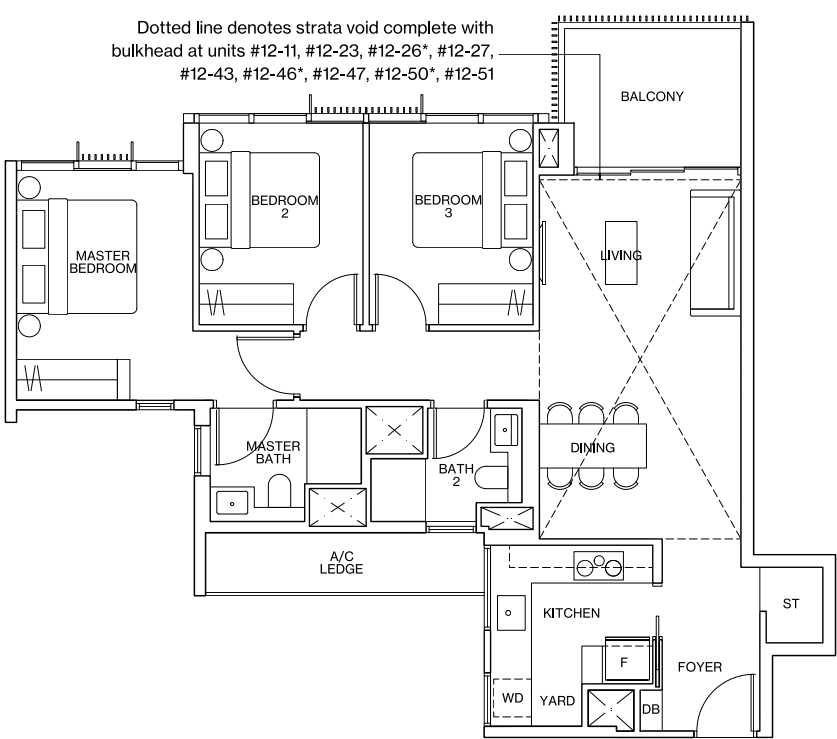 Dotted line denotes strata void complete with
bulkhead at units #12-11, #12-23, #12-26*, #12-27,
#12-43, #12-46*, #12-47, #12-50*, #12-51
BALCONY
BEDROOM
2
BEDROOM
3
MASTER
BEDROOM
LIVING
MASTER
BATH
BATH
2
DINING
A/C
LEDGE
KITCHEN
ST
F
FOYER
WD
YARD
DB